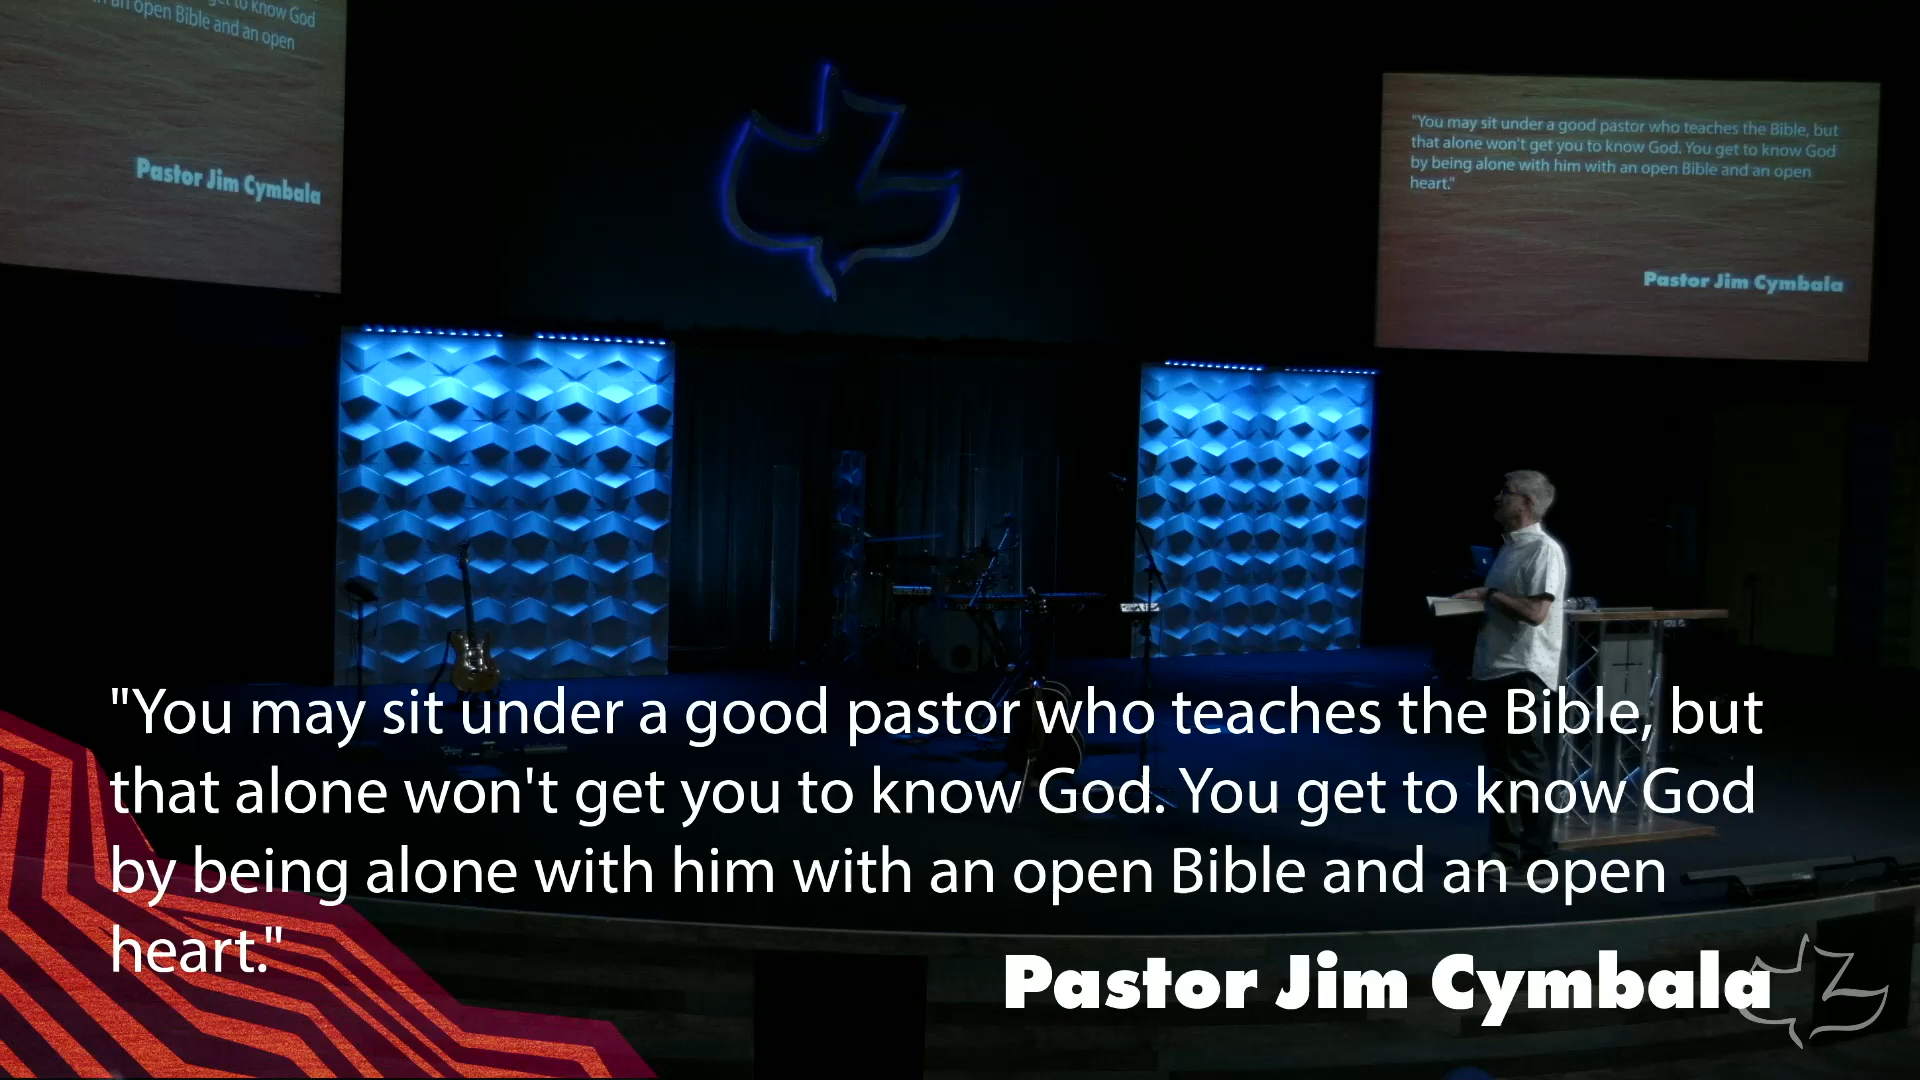 get to know God
an open Bible and an open
Pastor Jim Cymbala
"You may sit under a good pastor who teaches the Bible, but
that alone won't get you to know God. You get to know God
by being alone with him with an open Bible and an open
heart."
Pastor Jim Cymbala
"You may sit under a good pastor who teaches the Bible, but
that alone won't get you to know God. You get to know God
by being alone with him with an open Bible and an open
heart."
Pastor Jim Cymbala